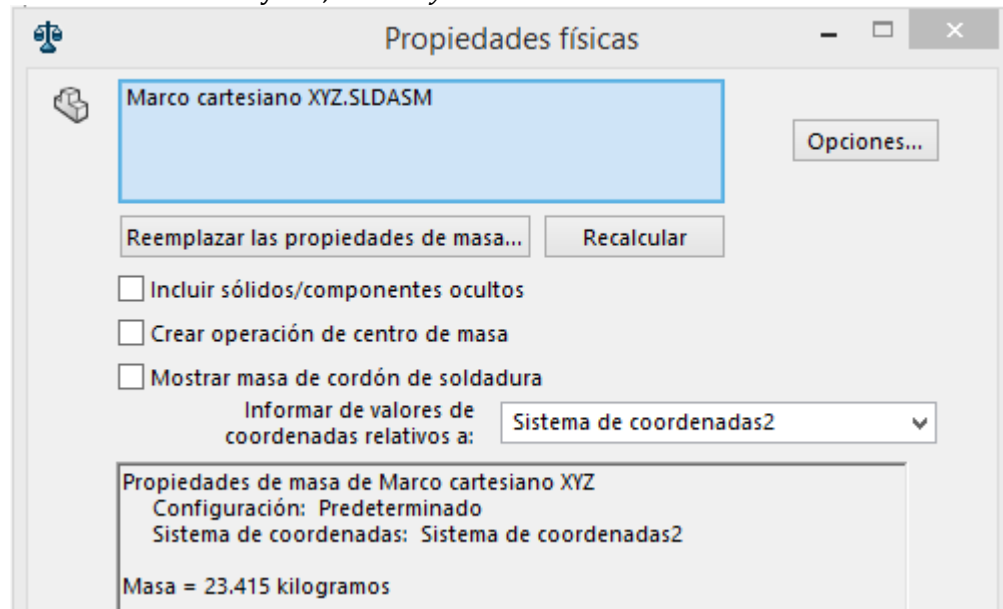 Propiedades físicas
Marco cartesiano XYZ.SLDASM
Opciones...
Reemplazar las propiedades de masa...
Recalcular
Incluir sólidos/componentes ocultos
Crear operación de centro de masa
Mostrar masa de cordón de soldadura
Informar de valores de
coordenadas relativos a:
Sistema de coordenadas2
Propiedades de masa de Marco cartesiano XYZ
Configuración: Predeterminado
Sistema de coordenadas: Sistema de coordenadas2
Masa = 23.415 kilogramos